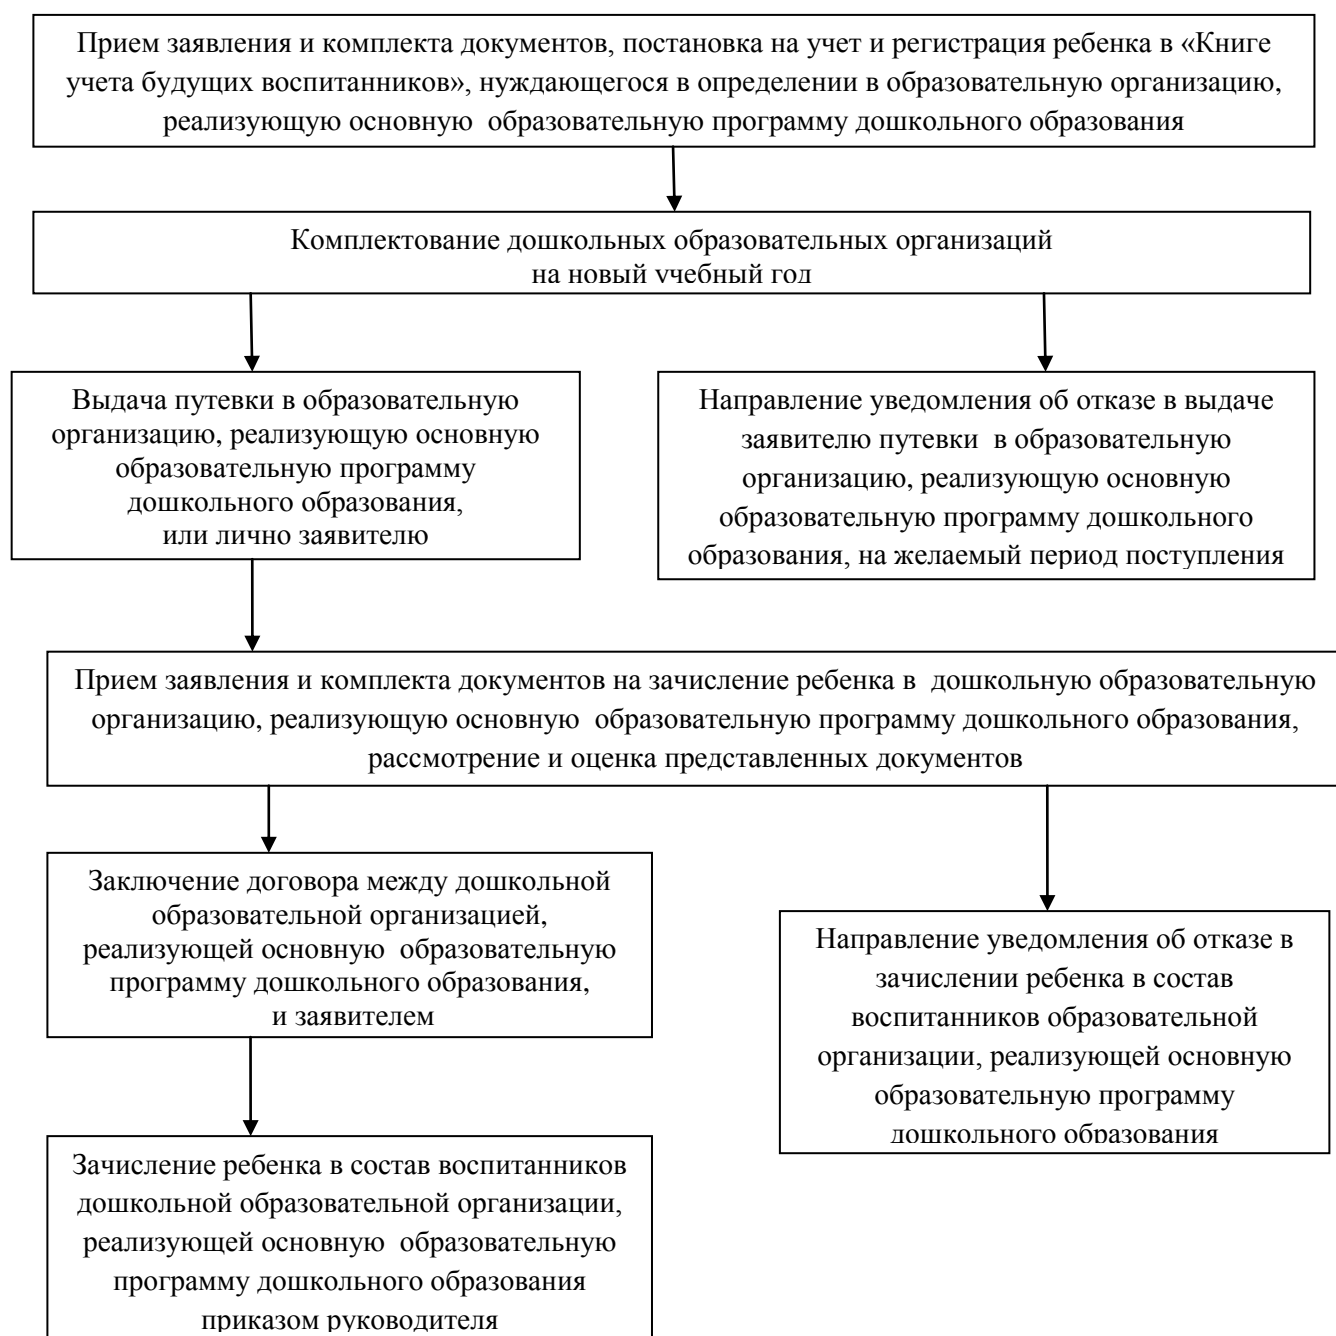 Прием заявления и комплекта документов, постановка на учет и регистрация ребенка в «Книге
учета будущих воспитанников», нуждающегося в определении в образовательную организацию,
реализующую основную образовательную программу дошкольного образования
Комплектование дошкольных образовательных организаций
на новый учебный год
Выдача путевки в образовательную
организацию, реализующую основную
образовательную программу
дошкольного образования,
или лично заявителю
Направление уведомления об отказе в выдаче
заявителю путевки в образовательную
организацию, реализующую основную
образовательную программу дошкольного
образования, на желаемый период поступления
Прием заявления и комплекта документов на зачисление ребенка в дошкольную образовательную
организацию, реализующую основную образовательную программу дошкольного образования,
рассмотрение и оценка представленных документов
Заключение договора между дошкольной
образовательной организацией,
реализующей основную образовательную
программу дошкольного образования,
и заявителем
Направление уведомления об отказе в
зачислении ребенка в состав
воспитанников образовательной
организации, реализующей основную
образовательную программу
дошкольного образования
Зачисление ребенка в состав воспитанников
дошкольной образовательной организации,
реализующей основную образовательную
программу дошкольного образования
приказом руководителя